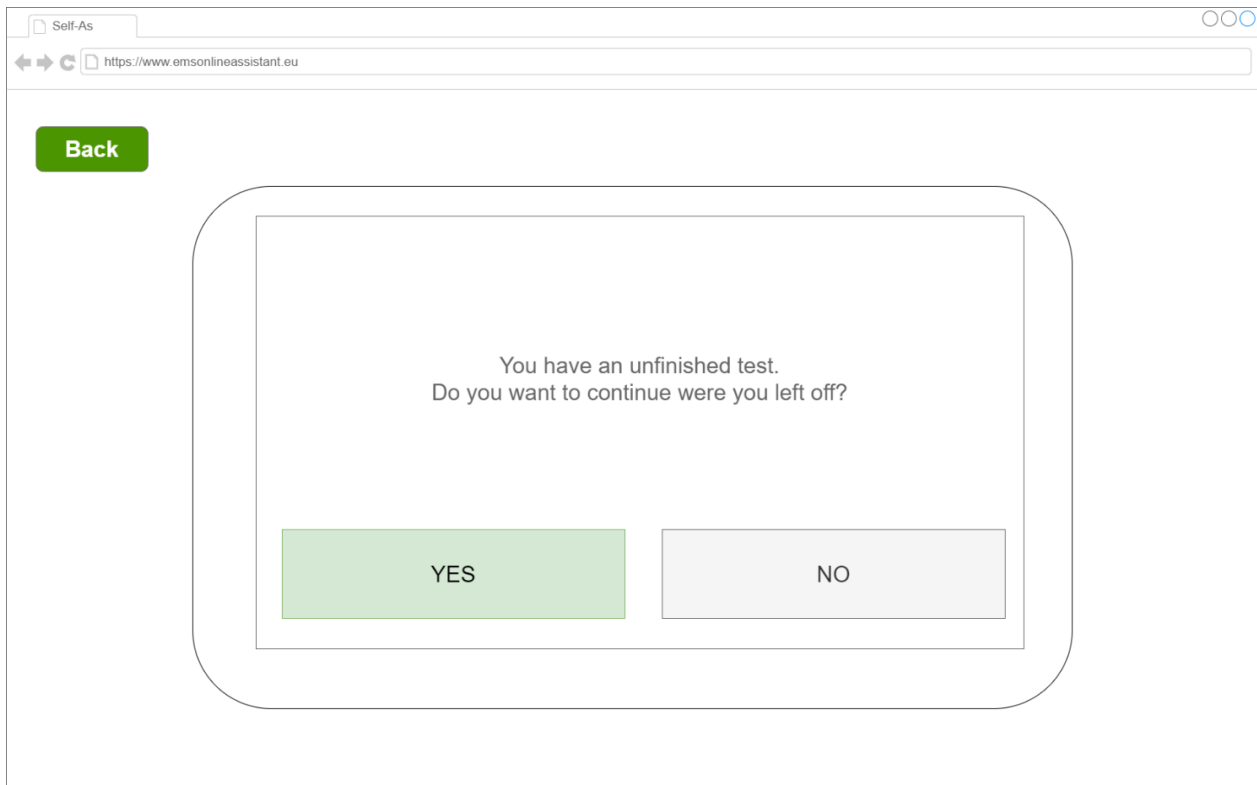 Self-As
https://www.emsonlineassistant.eu
Back
You have an unfinished test.
Do you want to continue were you left off?
YES
NO